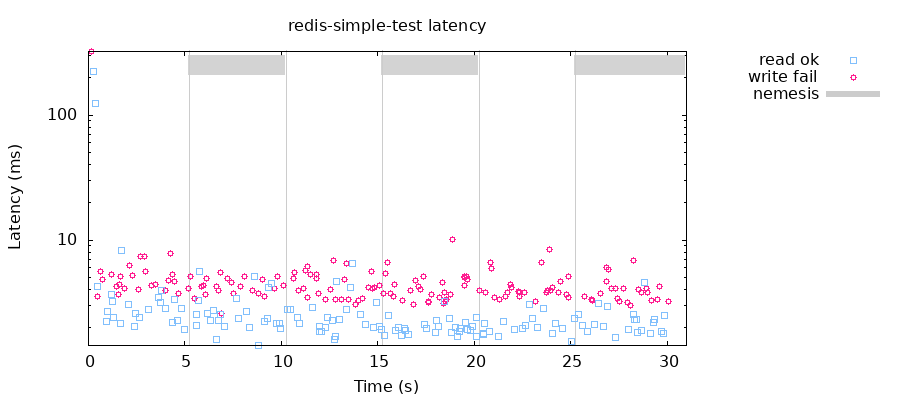 redis-simple-test latency
read ok
write fail
nemesis
100
10
Latency (ms)
0 5 10 15 20 25 30
Time (s)